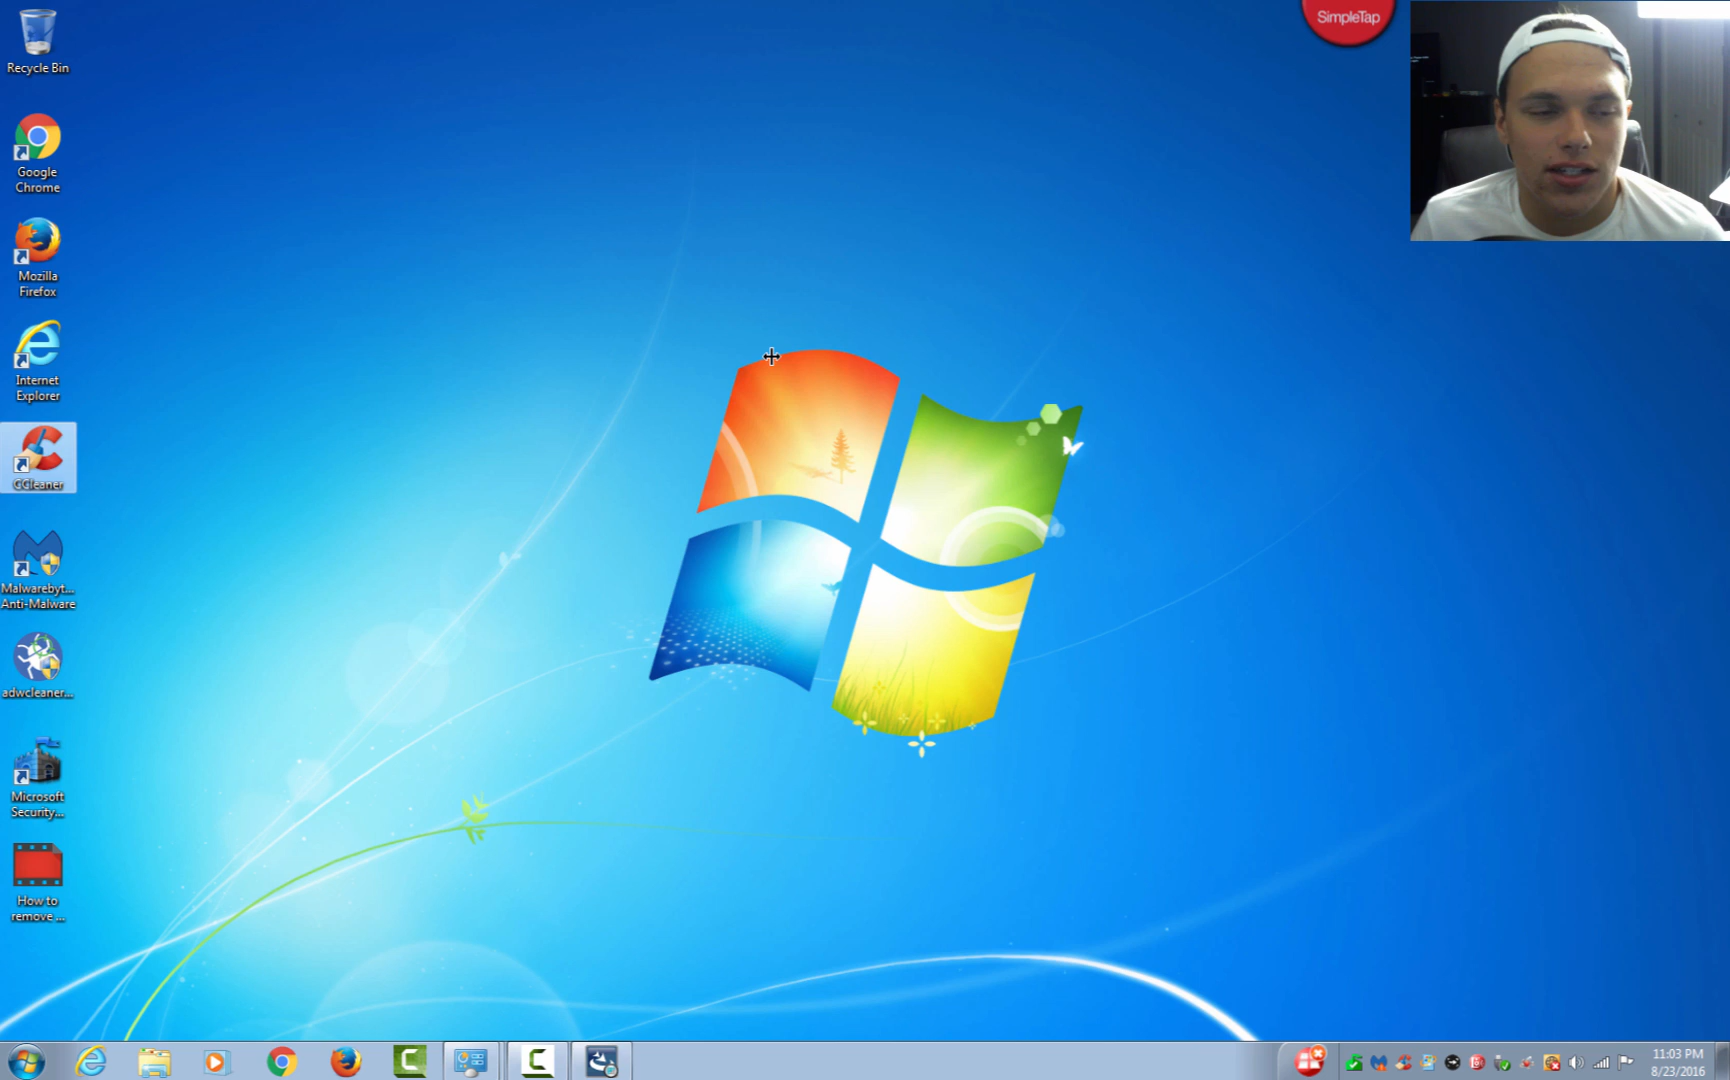 SimpleTap
Recycle Bin
Google
Chrome
Mozilla
Firefox
Internet
Explorer
CCleaner
Malwarebyt...
Anti-Malware
adwcleaner...
Microsoft
Security...
How to
remove ...
11:03 PM
8/23/2016